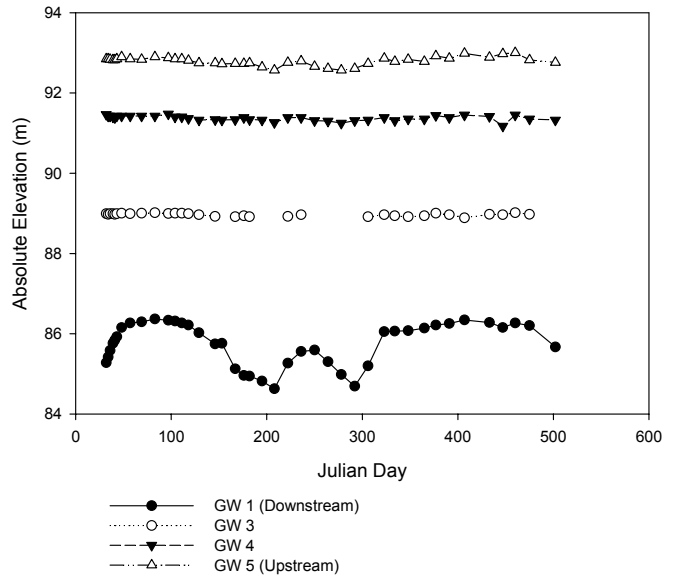 94
92
90
88
86
84
Absolute Elevation (m)
0 100 200 300 400 500 600
Julian Day
GW 1 (Downstream)
GW 3
GW 4
GW 5 (Upstream)